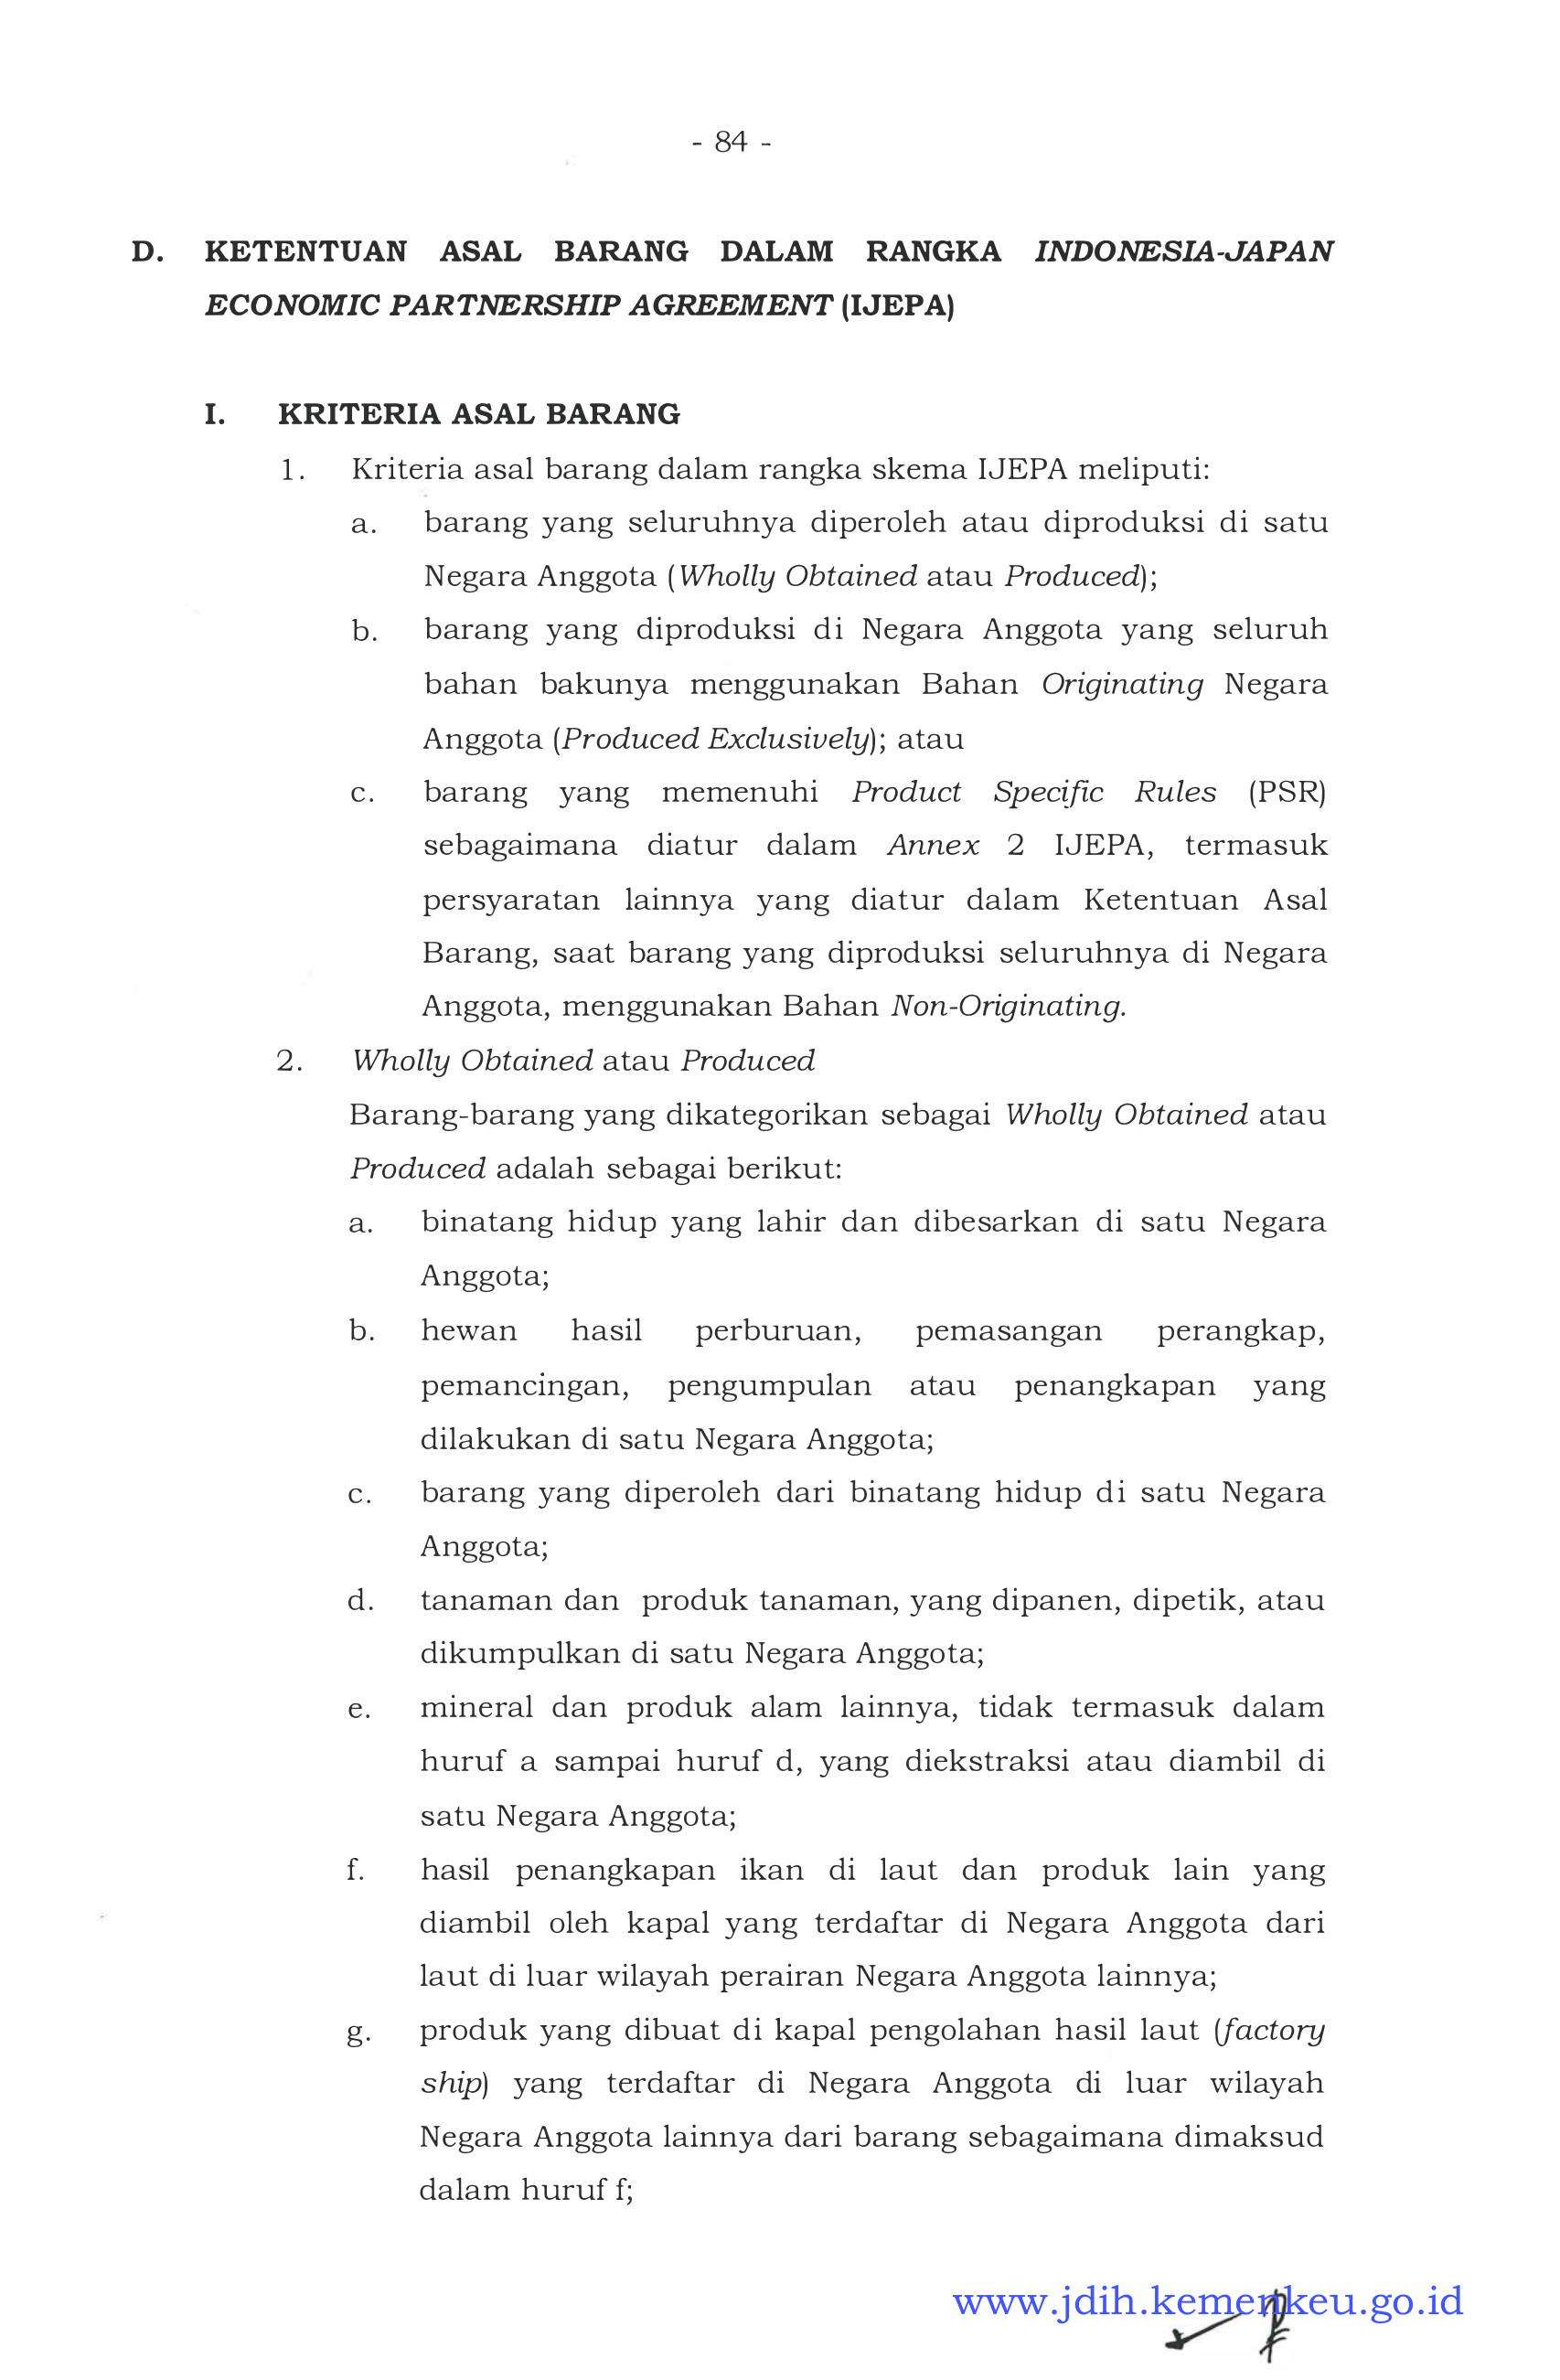 - 84 -
D. KETENTUAN ASAL BARANG DALAM RANGKA INDONESIA-JAPAN
ECONOMIC PARTNERSHIP AGREEMENT (IJEPA)
I. KRITERIA ASAL BARANG
1. Kriteria asal barang dalam rangka skema IJEPA meliputi:
a. barang yang seluruhnya diperoleh atau diproduksi di satu
Negara Anggota (Wholly Obtained atau Produced);
b. barang yang diproduksi di Negara Anggota yang seluruh
bahan bakunya menggunakan Bahan Originating Negara
Anggota (Produced Exclusively); atau
c. barang yang memenuhi Product Specific Rules (PSR)
sebagaimana diatur dalam Annex 2 IJEPA, termasuk
persyaratan lainnya yang diatur dalam Ketentuan Asal
Barang, saat barang yang diproduksi seluruhnya di Negara
Anggota, menggunakan Bahan Non-Originating.
2. Wholly Obtained atau Produced
Barang-barang yang dikategorikan sebagai Wholly Obtained atau
Produced adalah sebagai berikut:
a. binatang hidup yang lahir dan dibesarkan di satu Negara
Anggota;
b. hewan hasil perburuan, pemasangan perangkap,
pemancingan, pengumpulan atau penangkapan yang
dilakukan di satu Negara Anggota;
c. barang yang diperoleh dari binatang hidup di satu Negara
Anggota;
d. tanaman dan produk tanaman, yang dipanen, dipetik, atau
dikumpulkan di satu Negara Anggota;
e. mineral dan produk alam lainnya, tidak termasuk dalam
huruf a sampai huruf d, yang diekstraksi atau diambil di
satu Negara Anggota;
f. hasil penangkapan ikan di laut dan produk lain yang
diambil oleh kapal yang terdaftar di Negara Anggota dari
laut di luar wilayah perairan Negara Anggota lainnya;
g. produk yang dibuat di kapal pengolahan hasil laut (factory
ship) yang terdaftar di Negara Anggota di luar wilayah
Negara Anggota lainnya dari barang sebagaimana dimaksud
dalam huruf f;
www.jdih.kemenkeu.go.id